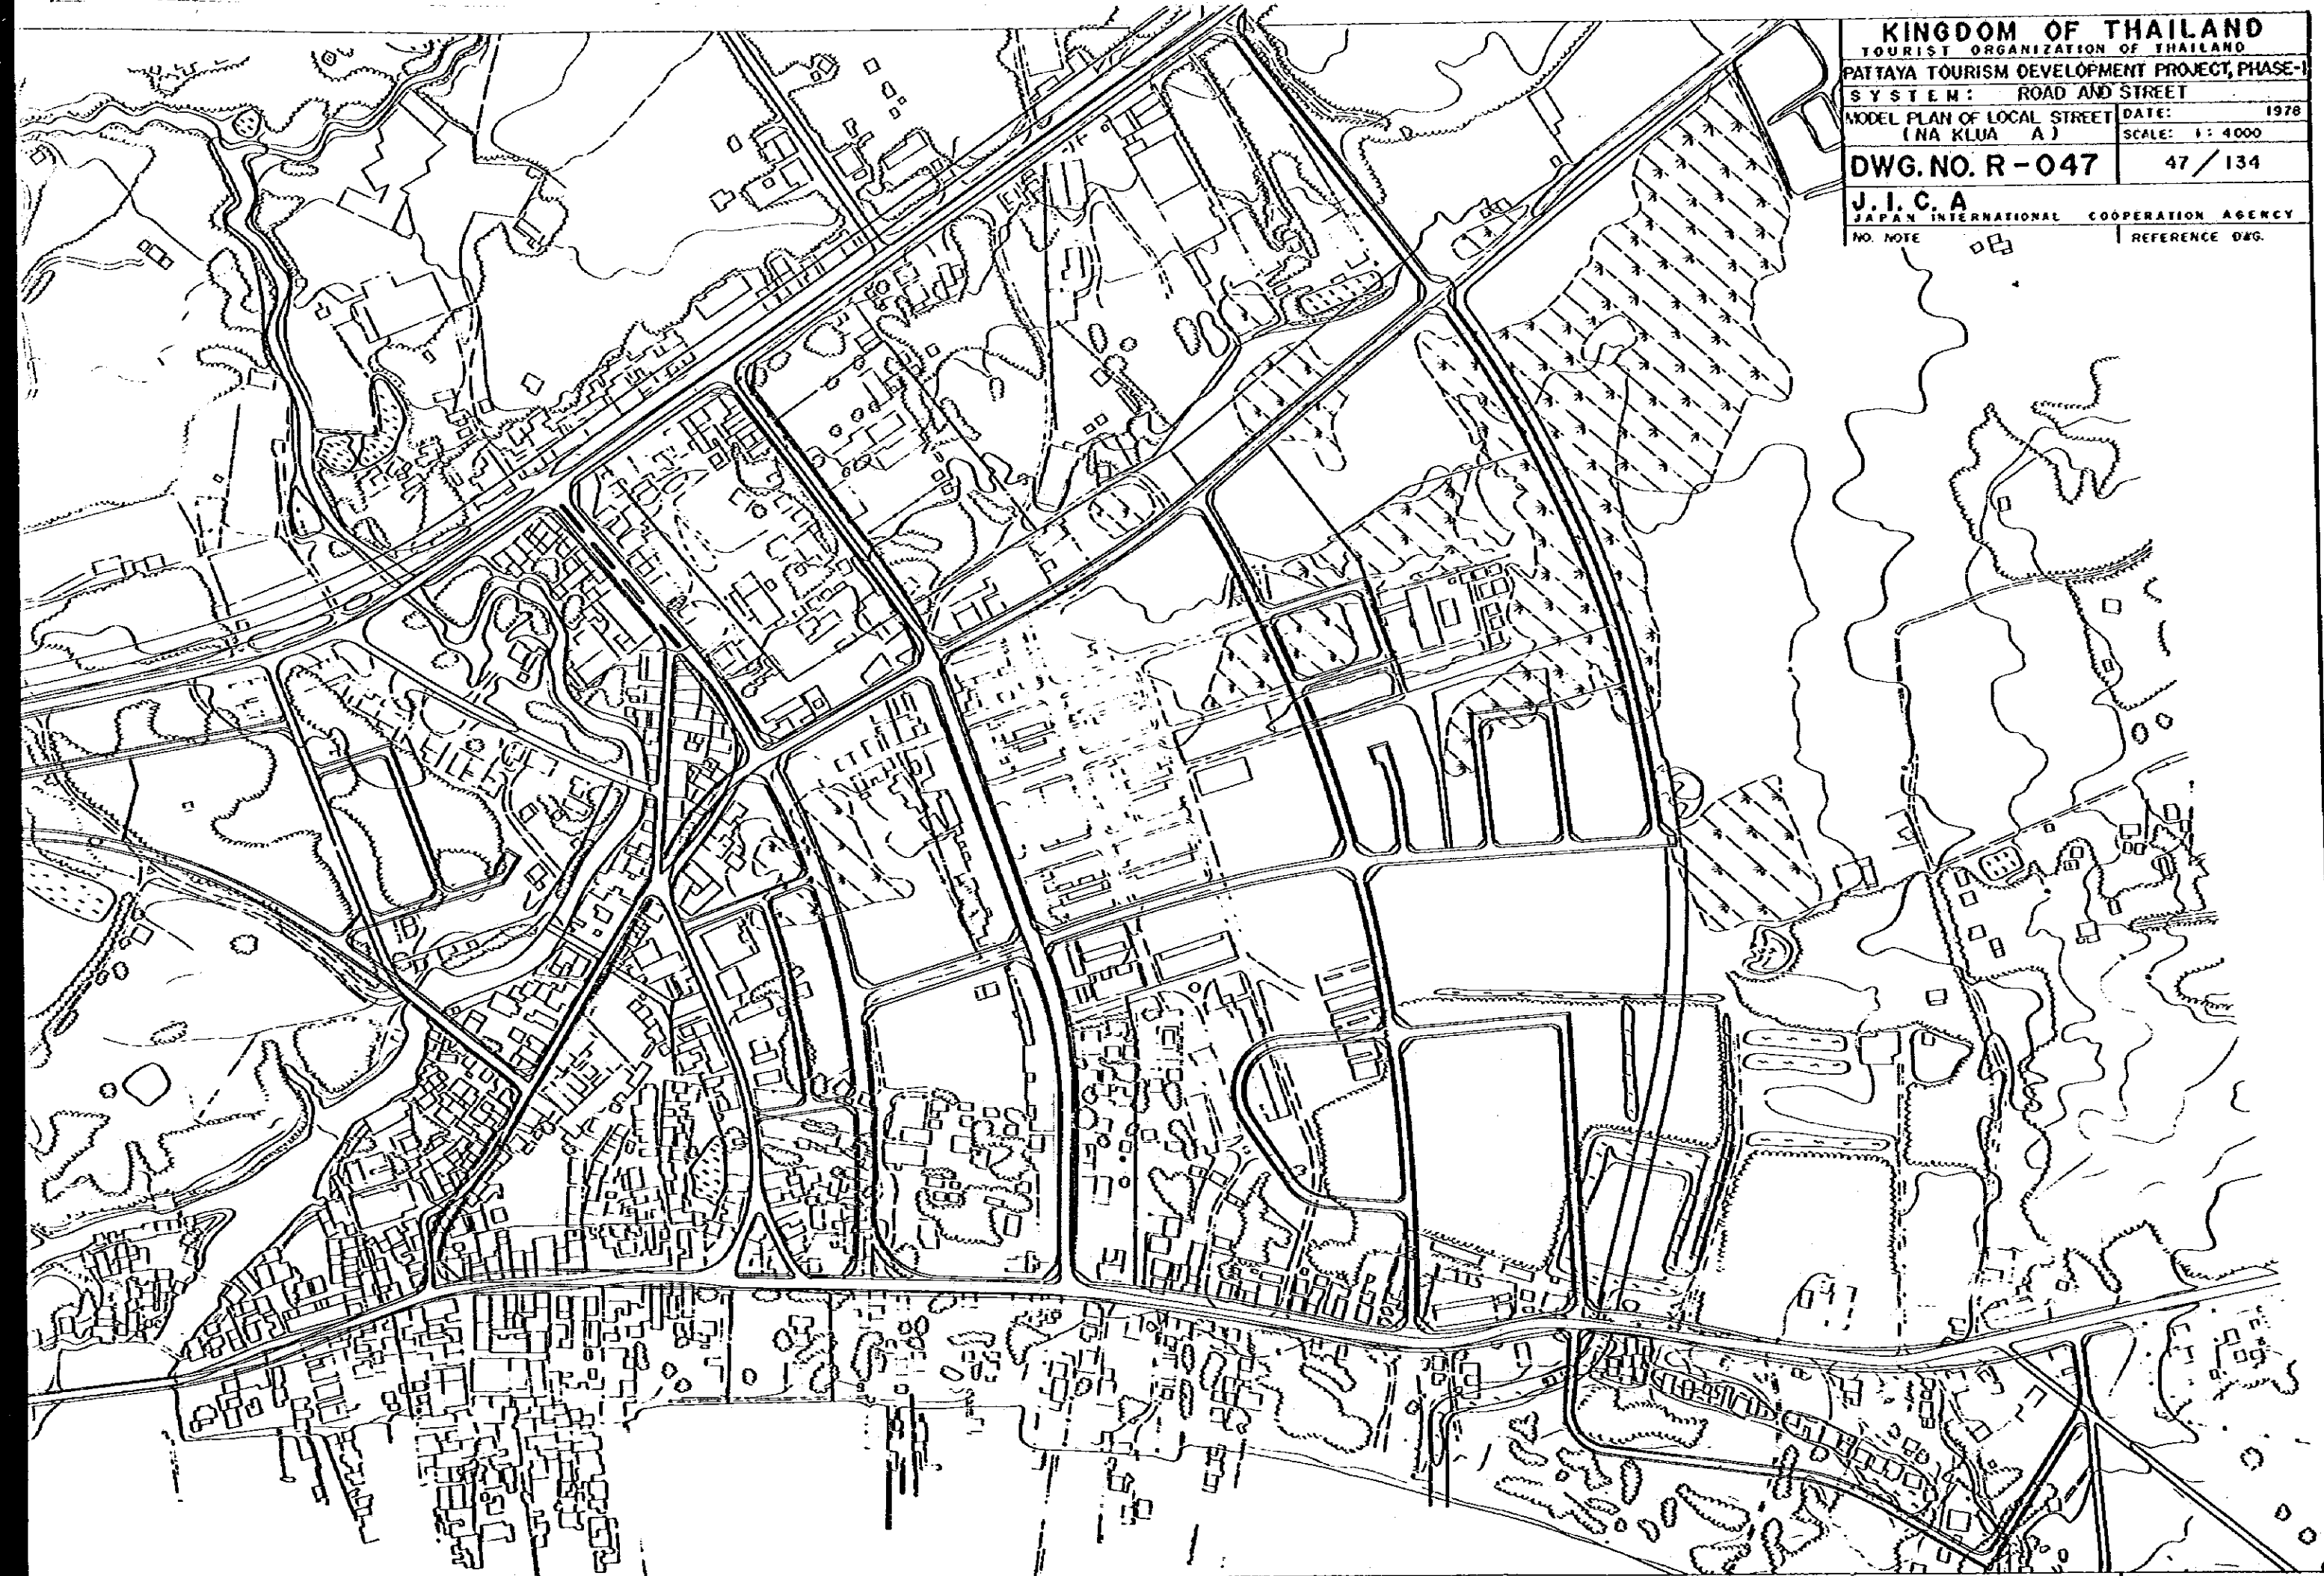 KINGDOM OF THAILAND
TOURIST ORGANIZATION OF THAILAND
PATTAYA TOURISM DEVELOPMENT PROJECT, PHASE-1
SYSTEM: ROAD AND STREET
MODEL PLAN OF LOCAL STREET
(NA KLUA A)
DATE: 1978
SCALE: 1:4000
DWG. NO. R-047
47/134
J. I. C. A
JAPAN INTERNATIONAL COOPERATION AGENCY
NO. NOTE
REFERENCE DWG.